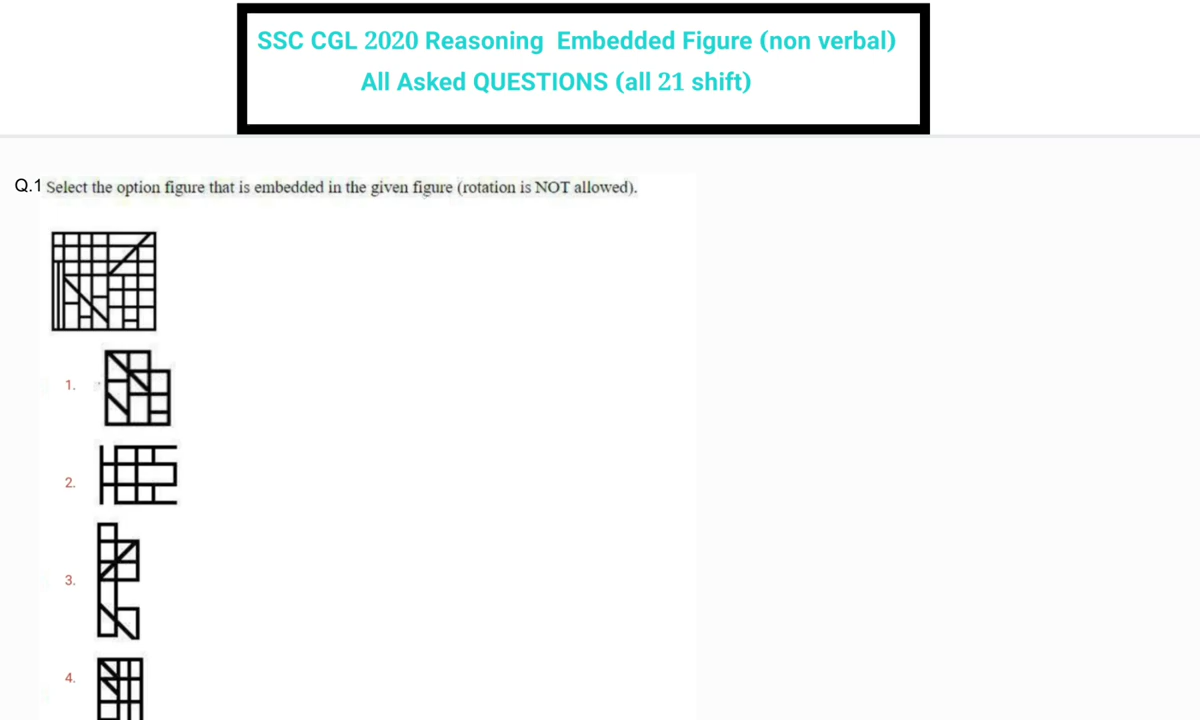 SSC CGL 2020 Reasoning Embedded Figure (non verbal)
All Asked QUESTIONS (all 21 shift)
Q.1 Select the option figure that is embedded in the given figure (rotation is NOT allowed).
1.
2.
3.
4.